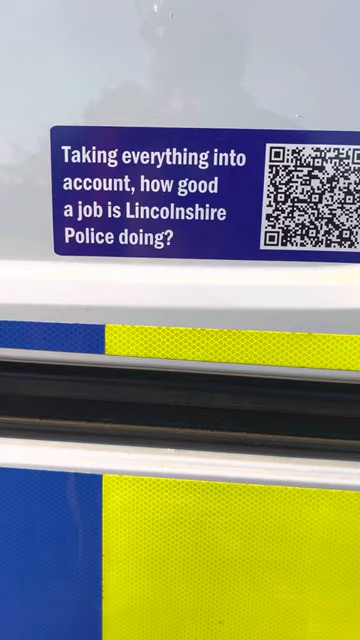 Taking everything into
account, how good
a job is Lincolnshire
Police doing?